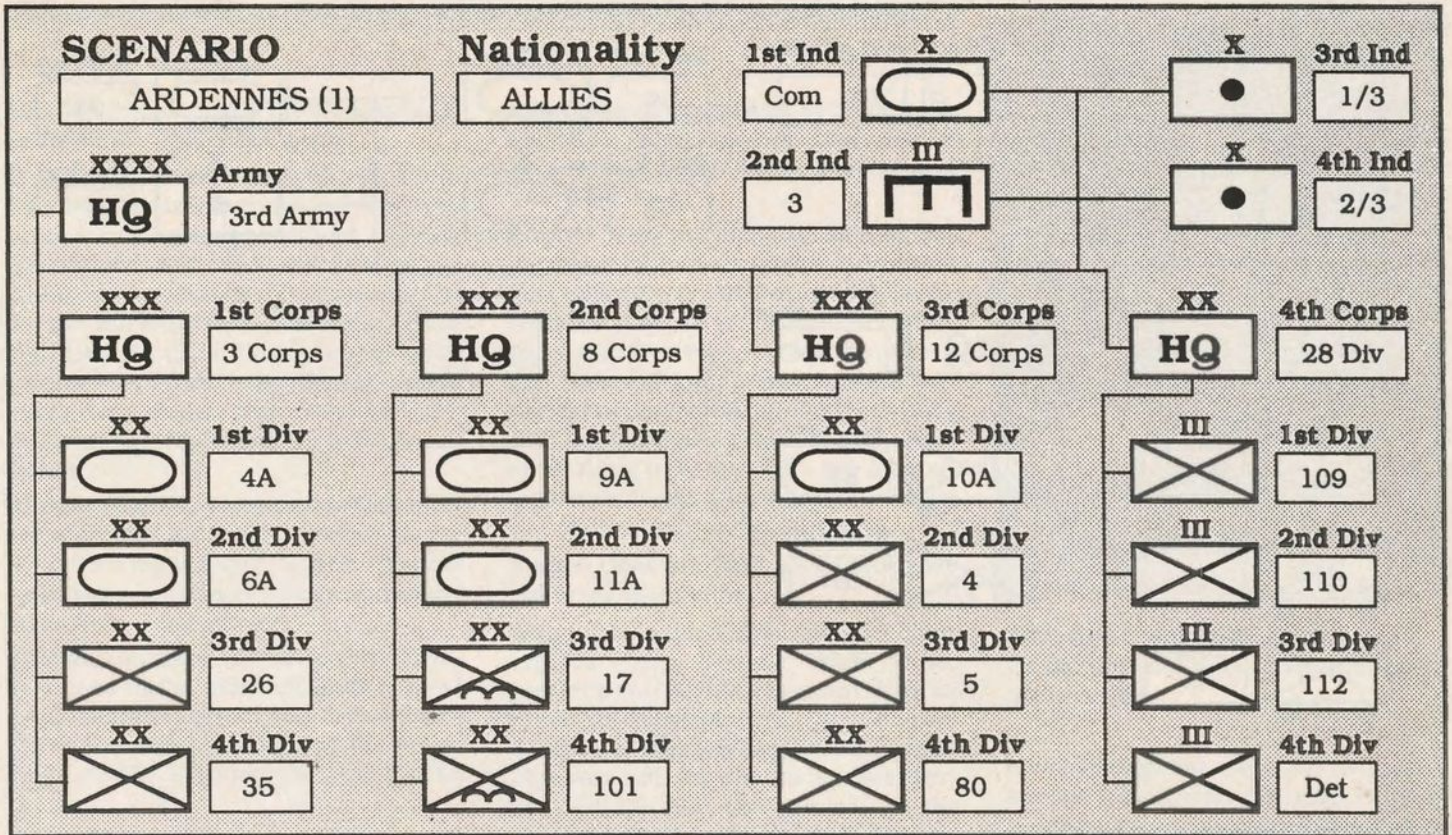 SCENARIO
ARDENNES (1)
Nationality
ALLIES
1st Ind
Com
X
X
3rd Ind
1/3
2nd Ind
3
III
X
4th Ind
2/3
XXXX
HQ
Army
3rd Army
XXX
HQ
1st Corps
3 Corps
XX
1st Div
4A
XX
2nd Div
6A
XX
3rd Div
26
XX
4th Div
35
XXX
HQ
2nd Corps
8 Corps
XX
1st Div
9A
XX
2nd Div
11A
XX
3rd Div
17
XX
4th Div
101
XXX
HQ
3rd Corps
12 Corps
XX
1st Div
10A
XX
2nd Div
4
XX
3rd Div
5
XX
4th Div
80
XX
HQ
4th Corps
28 Div
III
1st Div
109
III
2nd Div
110
III
3rd Div
112
III
4th Div
Det